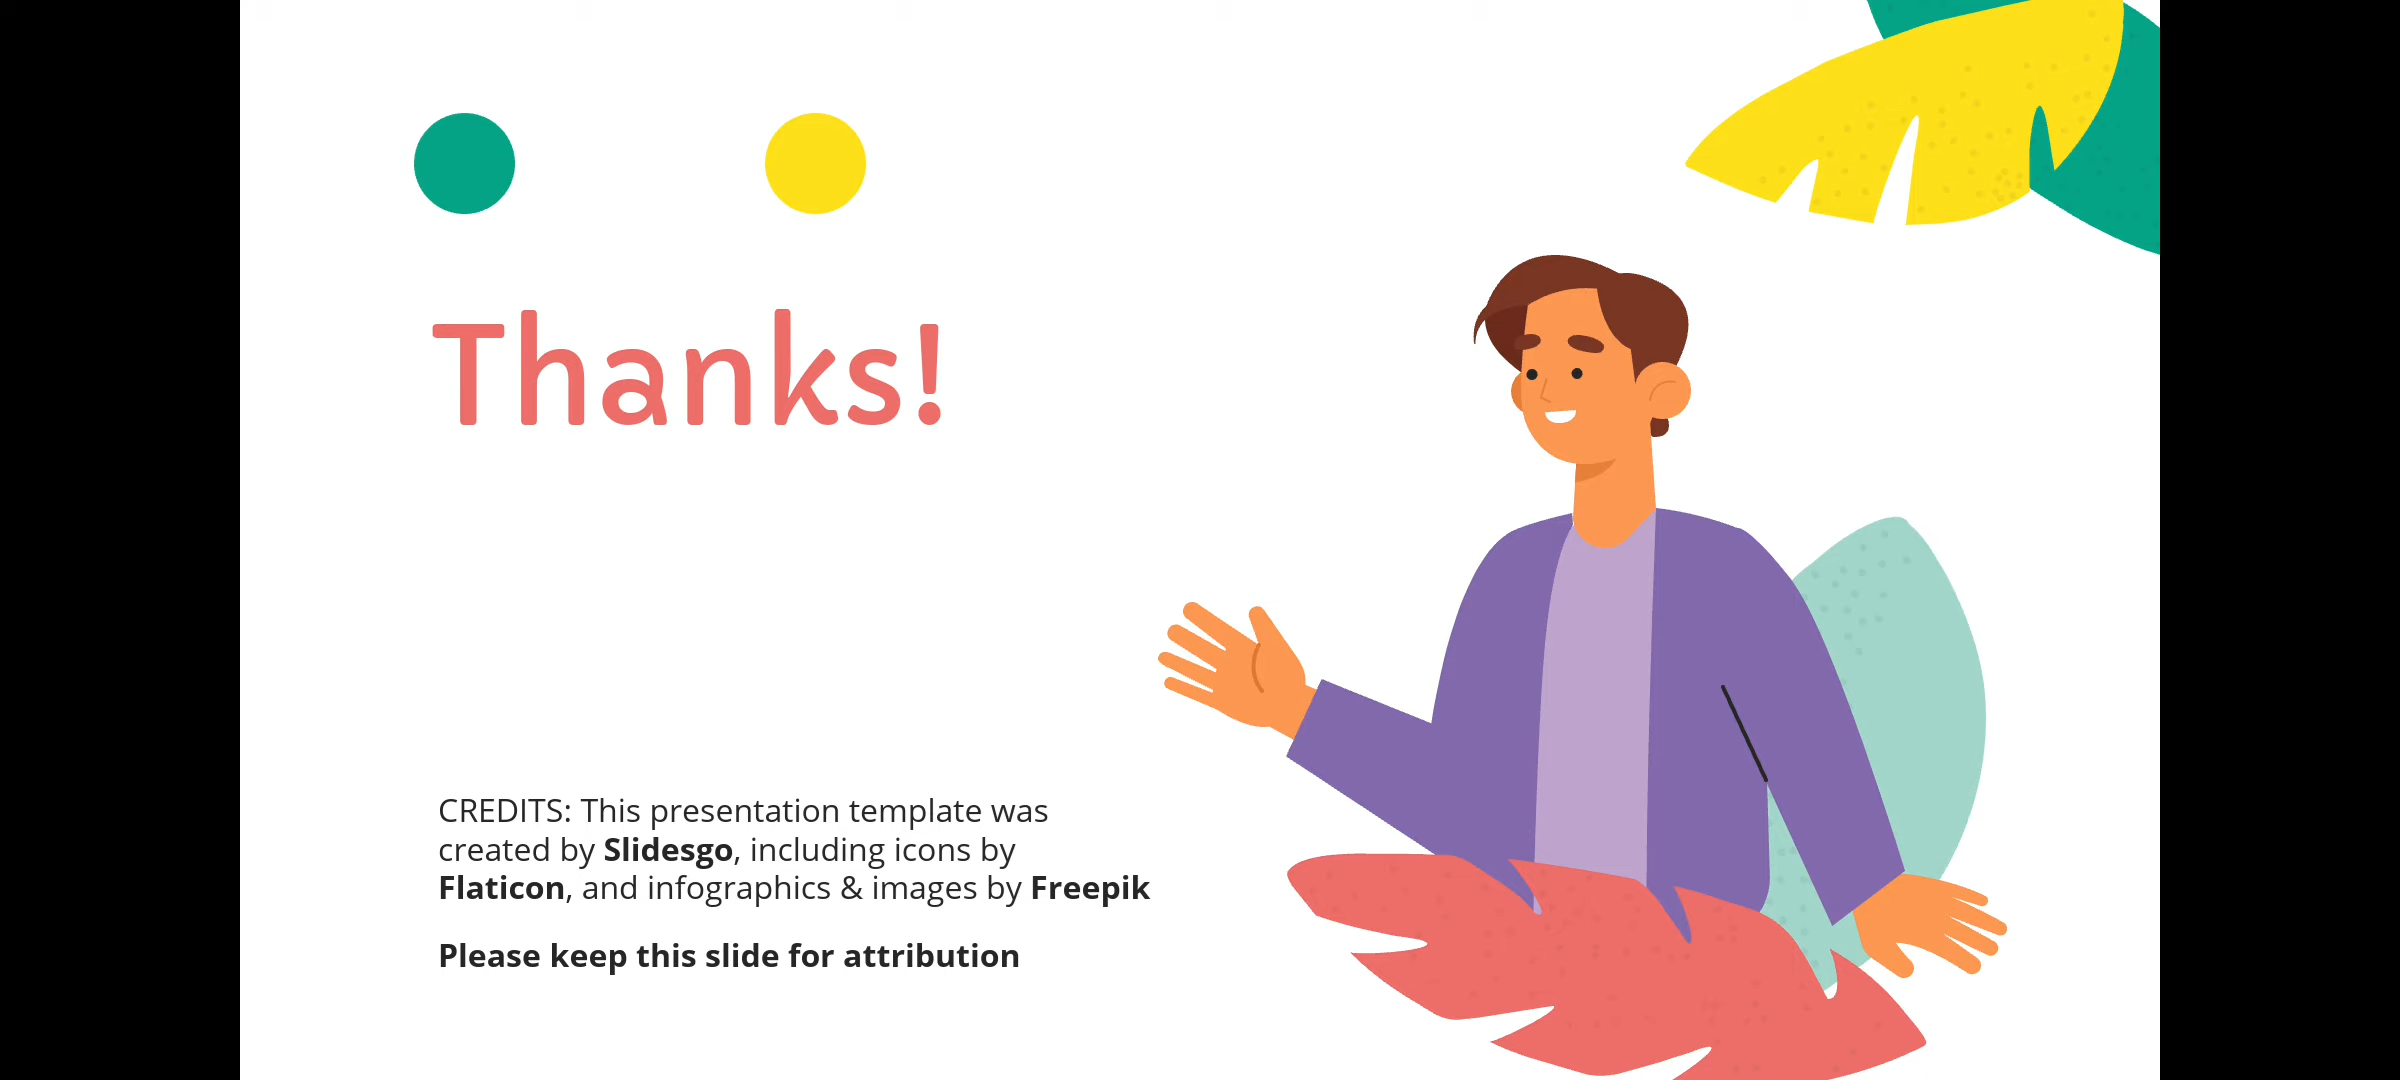 Thanks!
CREDITS: This presentation template was
created by Slidesgo, including icons by
Flaticon, and infographics & images by Freepik
Please keep this slide for attribution